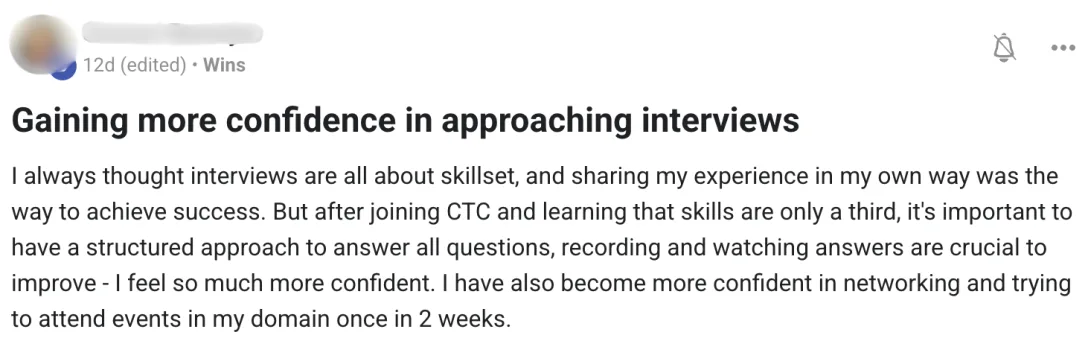 12d (edited) • Wins
Gaining more confidence in approaching interviews
I always thought interviews are all about skillset, and sharing my experience in my own way was the
way to achieve success. But after joining CTC and learning that skills are only a third, it's important to
have a structured approach to answer all questions, recording and watching answers are crucial to
improve - I feel so much more confident. I have also become more confident in networking and trying
to attend events in my domain once in 2 weeks.